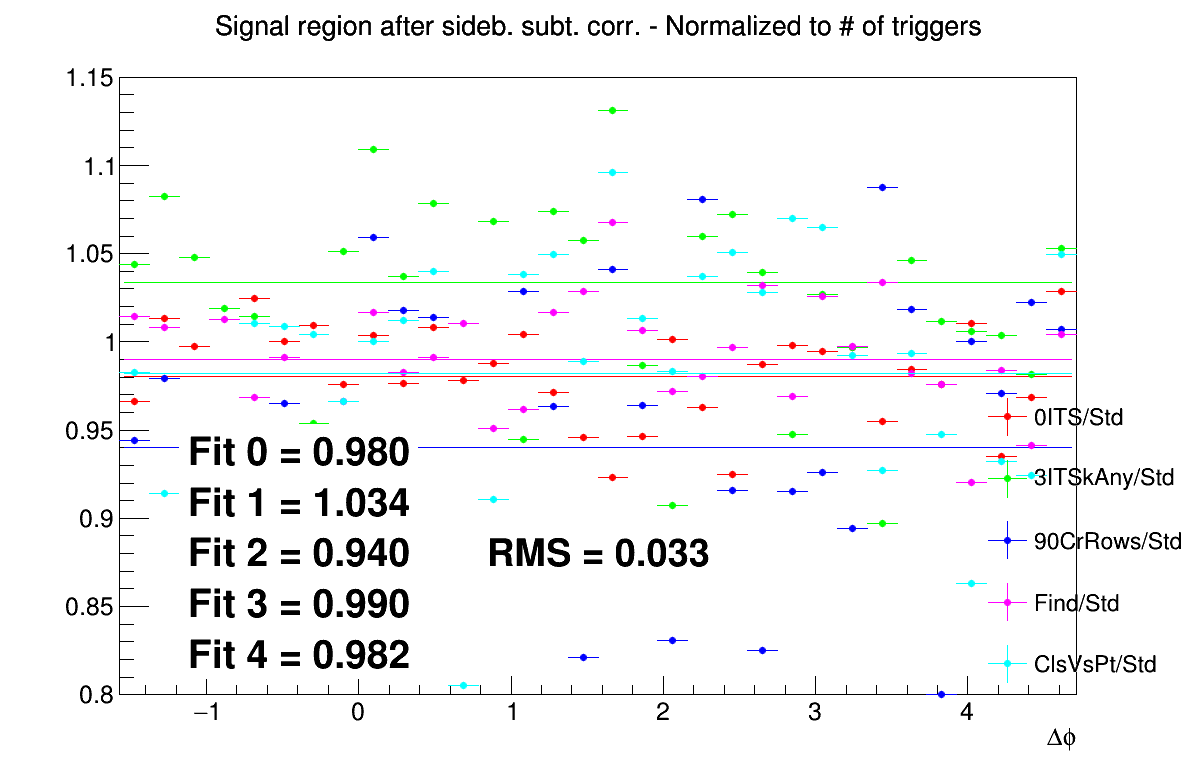 Signal region after sideb. subt. corr. - Normalized to # of triggers
1.15
1.1
1.05
1
0.95
0.9
0.85
0.8
Fit 0 = 0.980
Fit 1 = 1.034
Fit 2 = 0.940
Fit 3 = 0.990
Fit 4 = 0.982
RMS = 0.033
0ITS/Std
3ITSkAny/Std
90CrRows/Std
Find/Std
ClsVsPt/Std
−1 0 1 2 3 4
Δϕ